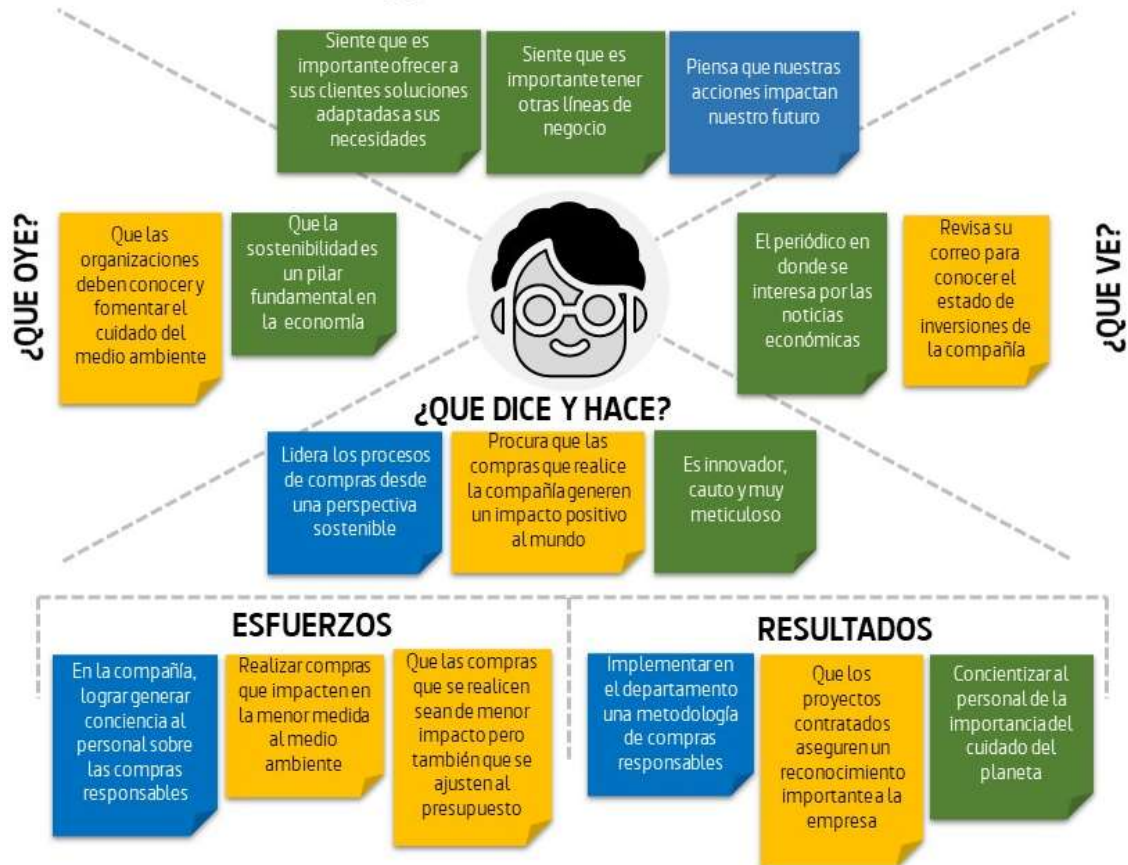 Siente que es
importante ofrecer a
sus clientes soluciones
adaptadas a sus
necesidades
Siente que es
importante tener
otras líneas de
negocio
Piensa que nuestras
acciones impactan
nuestro futuro
¿QUE OYE?
Que las
organizaciones
deben conocer y
fomentar el
cuidado del
medio ambiente
Que la
sostenibilidad es
un pilar
fundamental en
la economía
El periódico en
donde se
interesa por las
noticias
económicas
Revisa su
correo para
conocer el
estado de
inversiones de
la compañía
¿QUE VE?
¿QUE DICE Y HACE?
Lidera los procesos
de compras desde
una perspectiva
sostenible
Procura que las
compras que realice
la compañía generen
un impacto positivo
al mundo
Es innovador,
cauto y muy
meticuloso
ESFUERZOS
En la compañía,
lograr generar
conciencia al
personal sobre
las compras
responsables
Realizar compras
que impacten en
la menor medida
al medio
ambiente
Que las compras
que se realicen
sean de menor
impacto pero
también que se
ajusten al
presupuesto
RESULTADOS
Implementar en
el departamento
una metodología
de compras
responsables
Que los
proyectos
contratados
aseguren un
reconocimiento
importante a la
empresa
Concientizar al
personal de la
importancia del
cuidado del
planeta